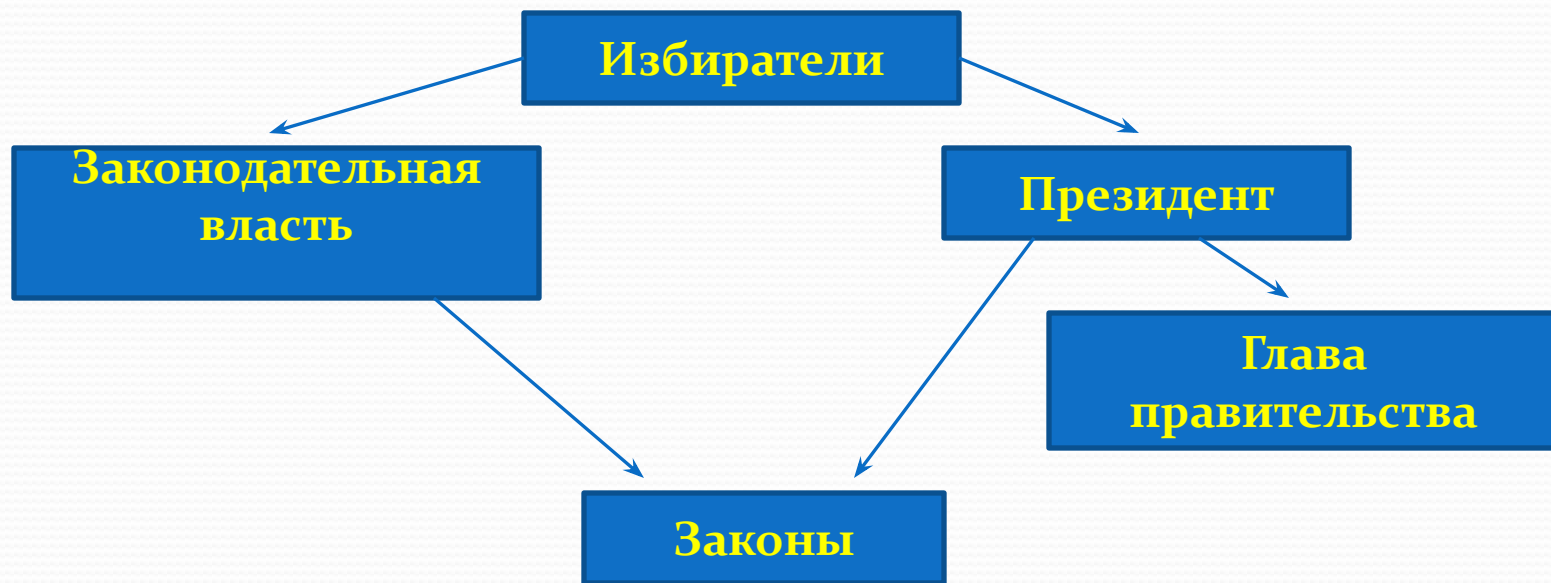 Избиратели
Законодательная
власть
Президент
Глава
правительства
Законы